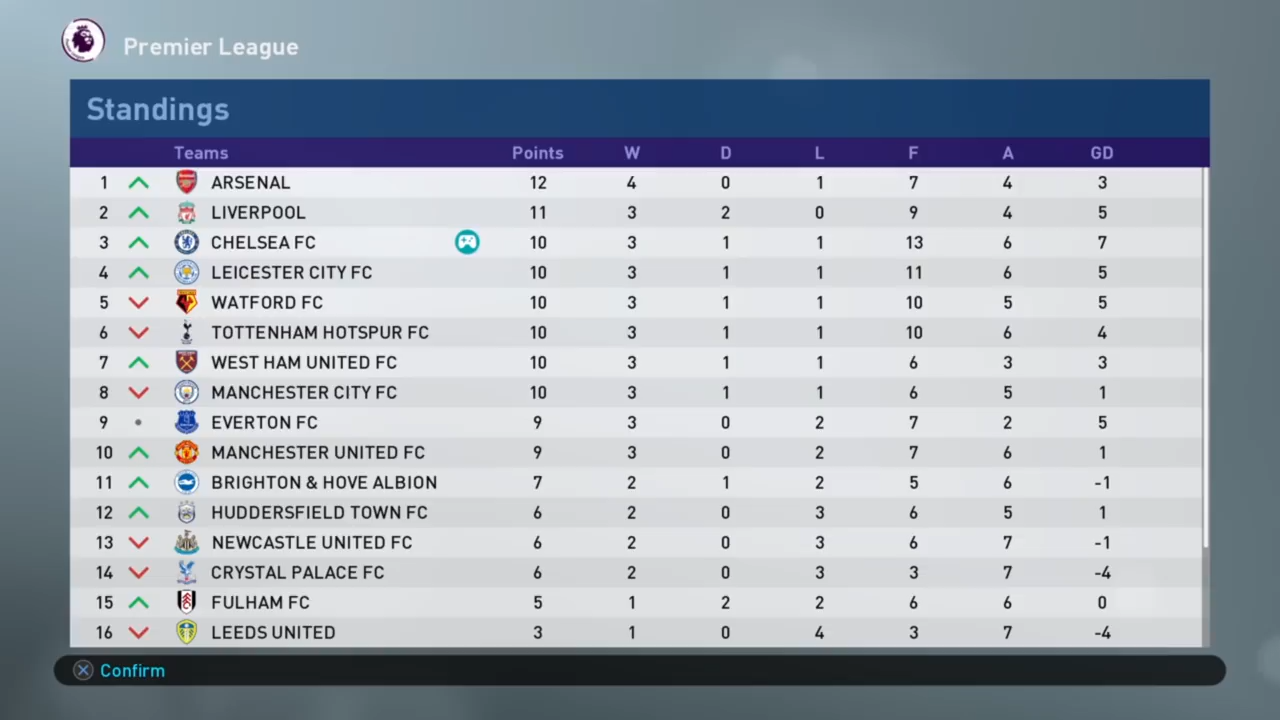 Premier League
Standings
Teams Points W D L F A GD
1 ARSENAL 12 4 0 1 7 4 3
2 LIVERPOOL 11 3 2 0 9 4 5
3 CHELSEA FC 10 3 1 1 13 6 7
4 LEICESTER CITY FC 10 3 1 1 11 6 5
5 WATFORD FC 10 3 1 1 10 5 5
6 TOTTENHAM HOTSPUR FC 10 3 1 1 10 6 4
7 WEST HAM UNITED FC 10 3 1 1 6 3 3
8 MANCHESTER CITY FC 10 3 1 1 6 5 1
9 EVERTON FC 9 3 0 2 7 2 5
10 MANCHESTER UNITED FC 9 3 0 2 7 6 1
11 BRIGHTON & HOVE ALBION 7 2 1 2 5 6 -1
12 HUDDERSFIELD TOWN FC 6 2 0 3 6 5 1
13 NEWCASTLE UNITED FC 6 2 0 3 6 7 -1
14 CRYSTAL PALACE FC 6 2 0 3 3 7 -4
15 FULHAM FC 5 1 2 2 6 6 0
16 LEEDS UNITED 3 1 0 4 3 7 -4
Confirm